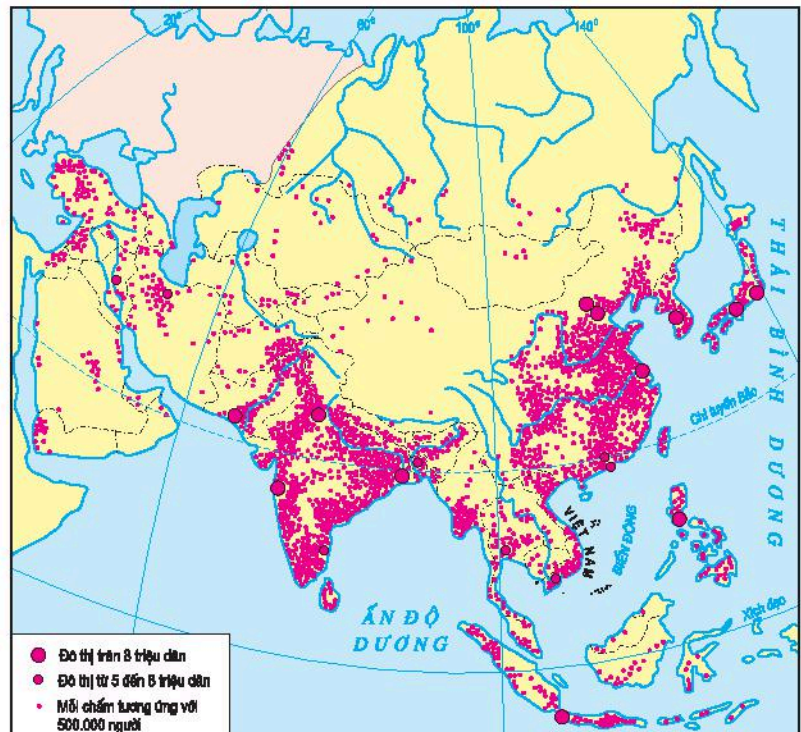 20°
60°
100°
140°
THÁI BÌNH DƯƠNG
Chí tuyến Bắc
VIỆT NAM
BIỂN ĐÔNG
Xích đạo
ẤN ĐỘ
DƯƠNG
Đô thị trên 8 triệu dân
Đô thị từ 5 đến 8 triệu dân
Mỗi chấm tương ứng với
500.000 người